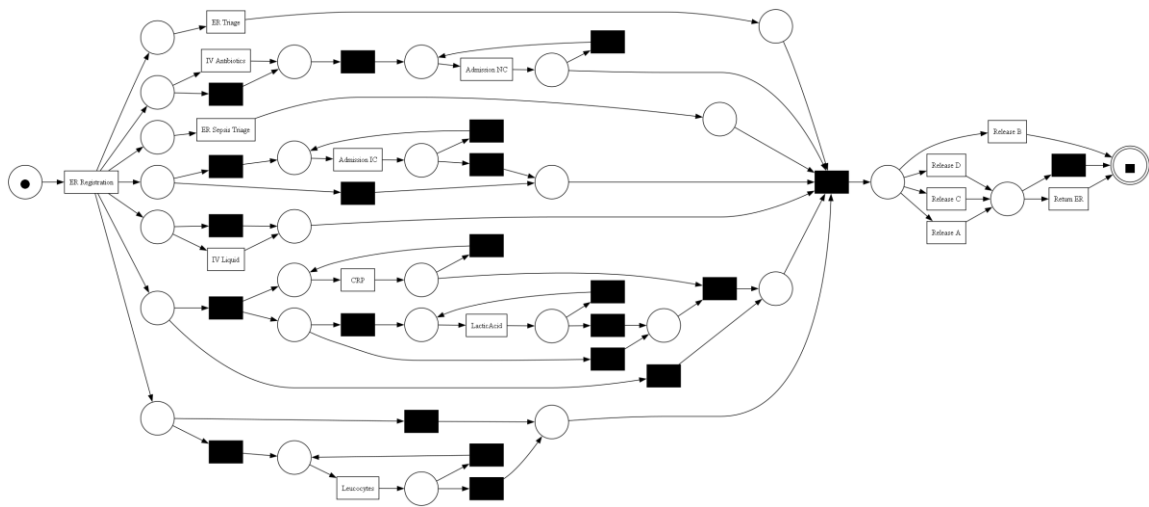 ER Triage
IV Antibiotics
Admission NC
ER Sepsis Triage
Release B
Admission IC
Release D
ER Registration
Release C
Return ER
Release A
IV Liquid
CRP
LacticAcid
Leucocytes